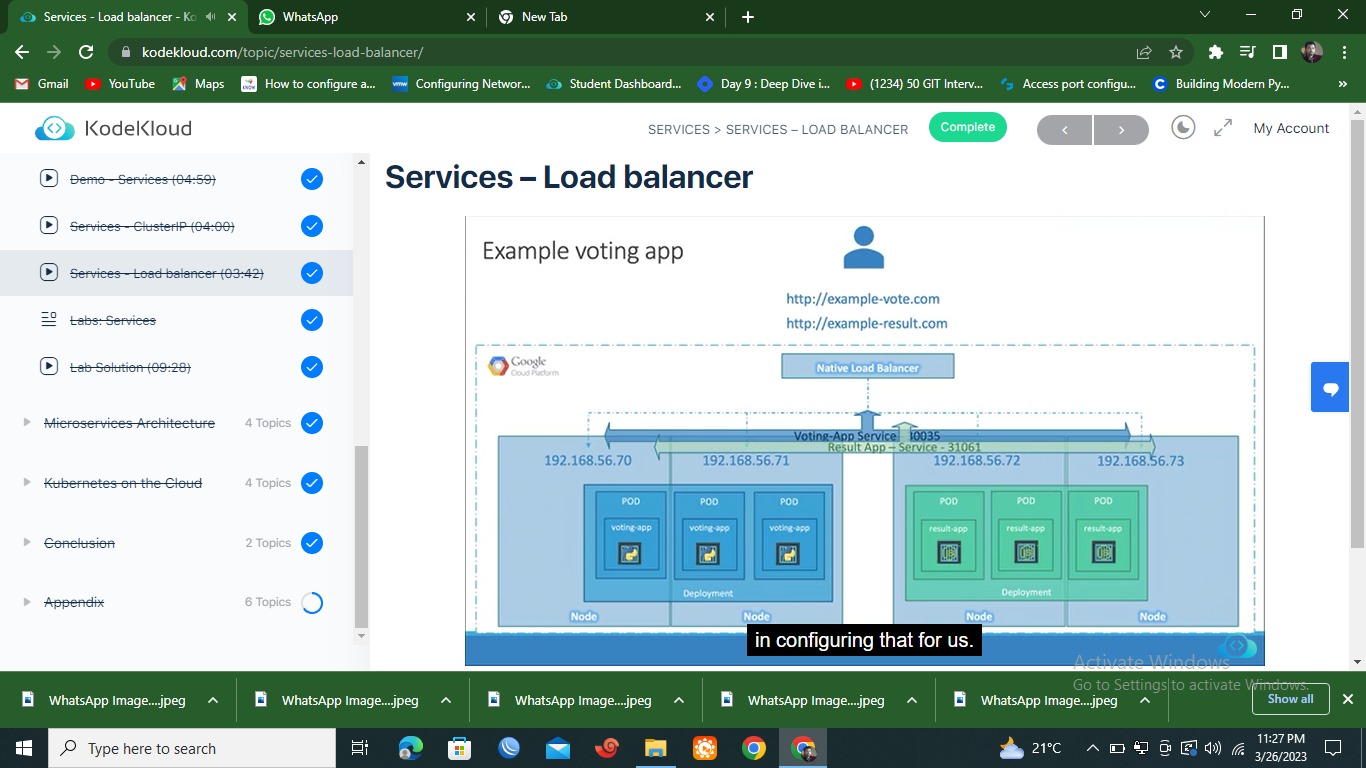 Services - Load balancer - Ko
WhatsApp
New Tab
kodekloud.com/topic/services-load-balancer/
Gmail
YouTube
Maps
How to configure a...
Configuring Networ...
Student Dashboard...
Day 9 : Deep Dive i...
(1234) 50 GIT Interv...
Access port configu...
Building Modern Py...
»
KodeKloud
SERVICES > SERVICES – LOAD BALANCER
Complete
My Account
Demo - Services (04:59)
Services - ClusterIP (04:00)
Services - Load balancer (03:42)
Labs: Services
Lab Solution (09:28)
Microservices Architecture 4 Topics
Kubernetes on the Cloud 4 Topics
Conclusion 2 Topics
Appendix 6 Topics
Services – Load balancer
Example voting app
http://example-vote.com
http://example-result.com
Google
Cloud Platform
Native Load Balancer
Voting-App Service 30035
Result App – Service - 31061
192.168.56.70 192.168.56.71 192.168.56.72 192.168.56.73
POD POD POD POD POD POD
voting-app voting-app voting-app result-app result-app result-app
Deployment Deployment
Node Node Node Node
in configuring that for us.
Activate Windows
Go to Settings to activate Windows.
WhatsApp Image....jpeg
WhatsApp Image....jpeg
WhatsApp Image....jpeg
WhatsApp Image....jpeg
WhatsApp Image....jpeg
Show all
Type here to search
21°C
11:27 PM
3/26/2023